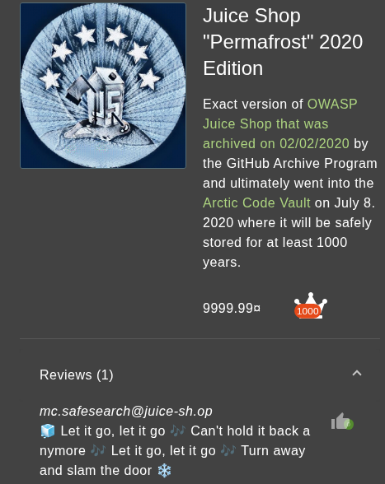 Juice Shop
"Permafrost" 2020
Edition
Exact version of OWASP
Juice Shop that was
archived on 02/02/2020 by
the GitHub Archive Program
and ultimately went into the
Arctic Code Vault on July 8.
2020 where it will be safely
stored for at least 1000
years.
9999.99¤
1000
Reviews (1)
mc.safesearch@juice-sh.op
🧊 Let it go, let it go 🎶 Can't hold it back a
nymore 🎶 Let it go, let it go 🎶 Turn away
and slam the door ❄️